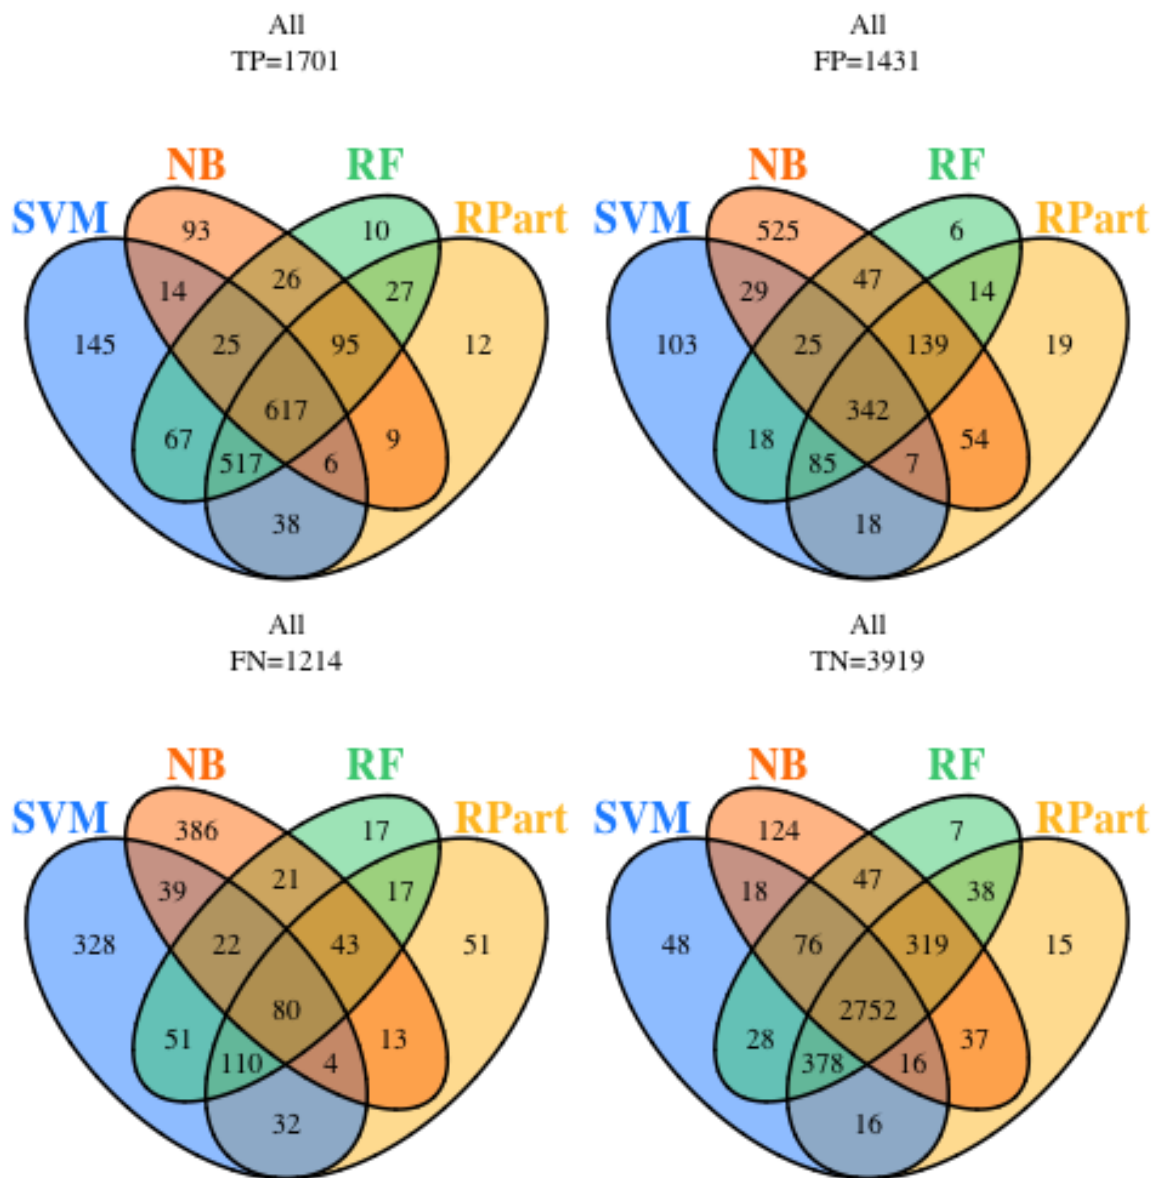 All
TP=1701
NB RF
SVM RPart
93 10
26
14 27
145 25 95 12
617
67 9
517 6
38
All
FP=1431
NB RF
SVM RPart
525 6
47
29 14
103 25 139 19
342
18 54
85 7
18
All
FN=1214
NB RF
SVM RPart
386 17
21
39 17
328 22 43 51
80
51 13
110 4
32
All
TN=3919
NB RF
SVM RPart
124 7
47
18 38
48 76 319 15
2752
28 37
378 16
16